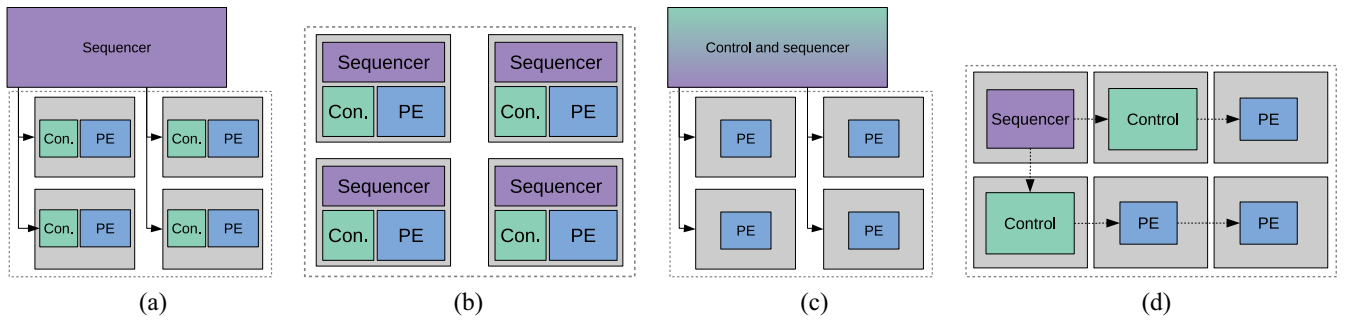 Sequencer
Con. PE Con. PE
Con. PE Con. PE
(a)
Sequencer Sequencer
Con. PE Con. PE
Sequencer Sequencer
Con. PE Con. PE
(b)
Control and sequencer
PE PE
PE PE
(c)
Sequencer Control PE
Control PE PE
(d)